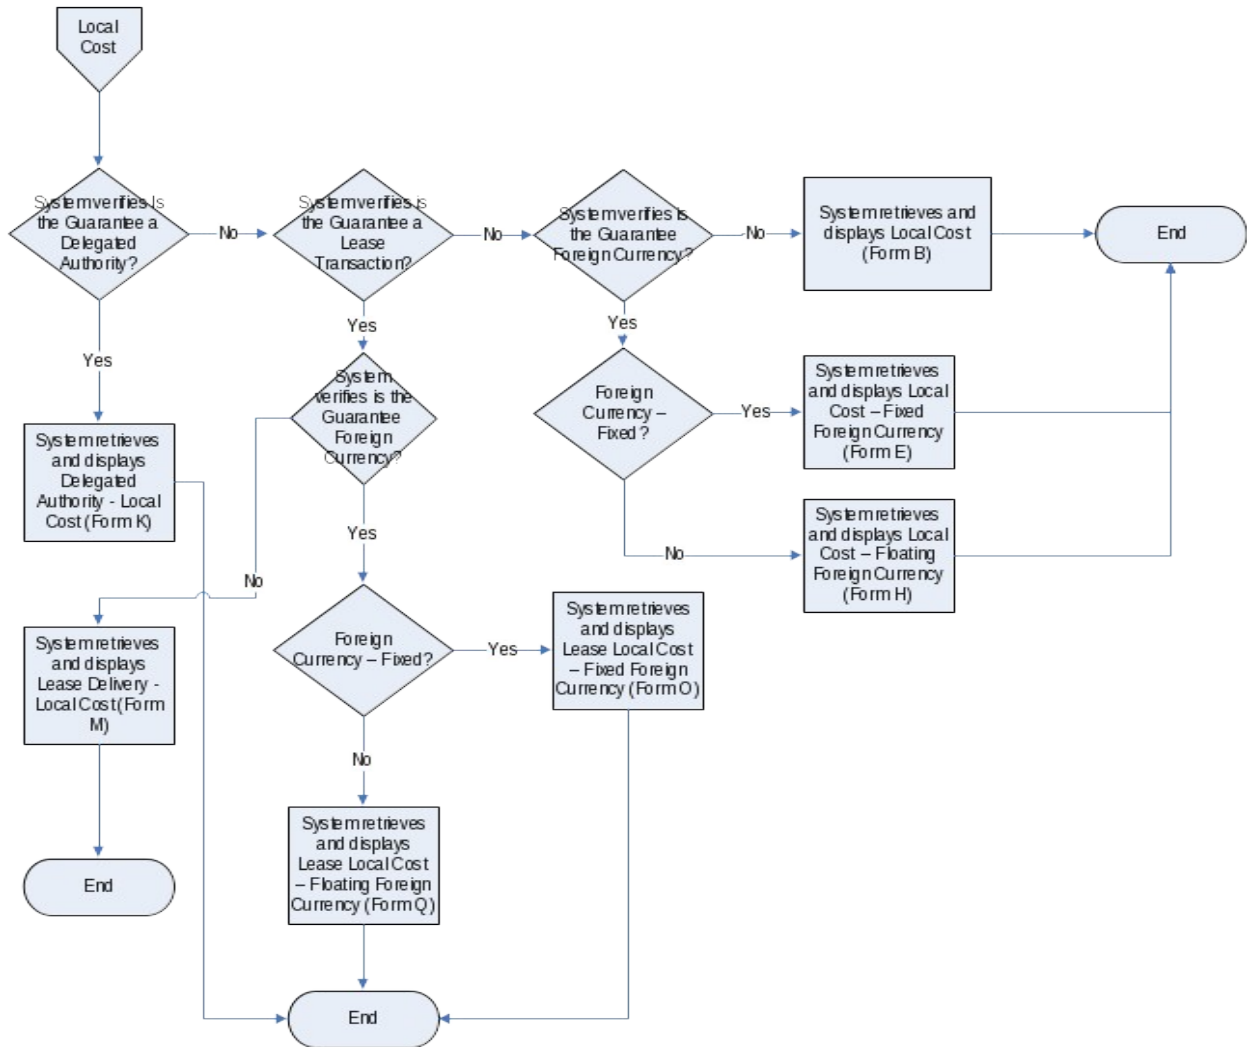 Local
Cost
System verifies Is
the Guarantee a
Delegated
Authority?
No
System verifies is
the Guarantee a
Lease
Transaction?
No
System verifies is
the Guarantee
Foreign Currency?
No
System retrieves and
displays Local Cost
(Form B)
End
Yes
Yes
Yes
System retrieves
and displays
Delegated
Authority - Local
Cost (Form K)
System
verifies is the
Guarantee
Foreign
Currency?
Foreign
Currency –
Fixed?
Yes
System retrieves
and displays Local
Cost – Fixed
Foreign Currency
(Form E)
Yes
No
No
System retrieves
and displays Local
Cost – Floating
Foreign Currency
(Form H)
System retrieves
and displays
Lease Delivery -
Local Cost (Form
M)
Foreign
Currency – Fixed?
Yes
System retrieves
and displays
Lease Local Cost
– Fixed Foreign
Currency (Form O)
No
System retrieves
and displays
Lease Local Cost
– Floating Foreign
Currency (Form Q)
End
End